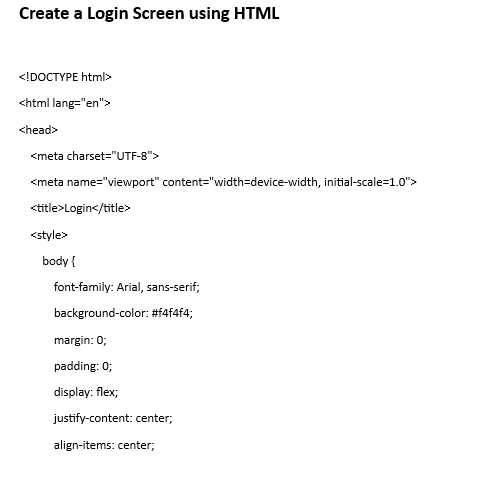 Create a Login Screen using HTML
<!DOCTYPE html>
<html lang="en">
<head>
<meta charset="UTF-8">
<meta name="viewport" content="width=device-width, initial-scale=1.0">
<title>Login</title>
<style>
body {
font-family: Arial, sans-serif;
background-color: #f4f4f4;
margin: 0;
padding: 0;
display: flex;
justify-content: center;
align-items: center;